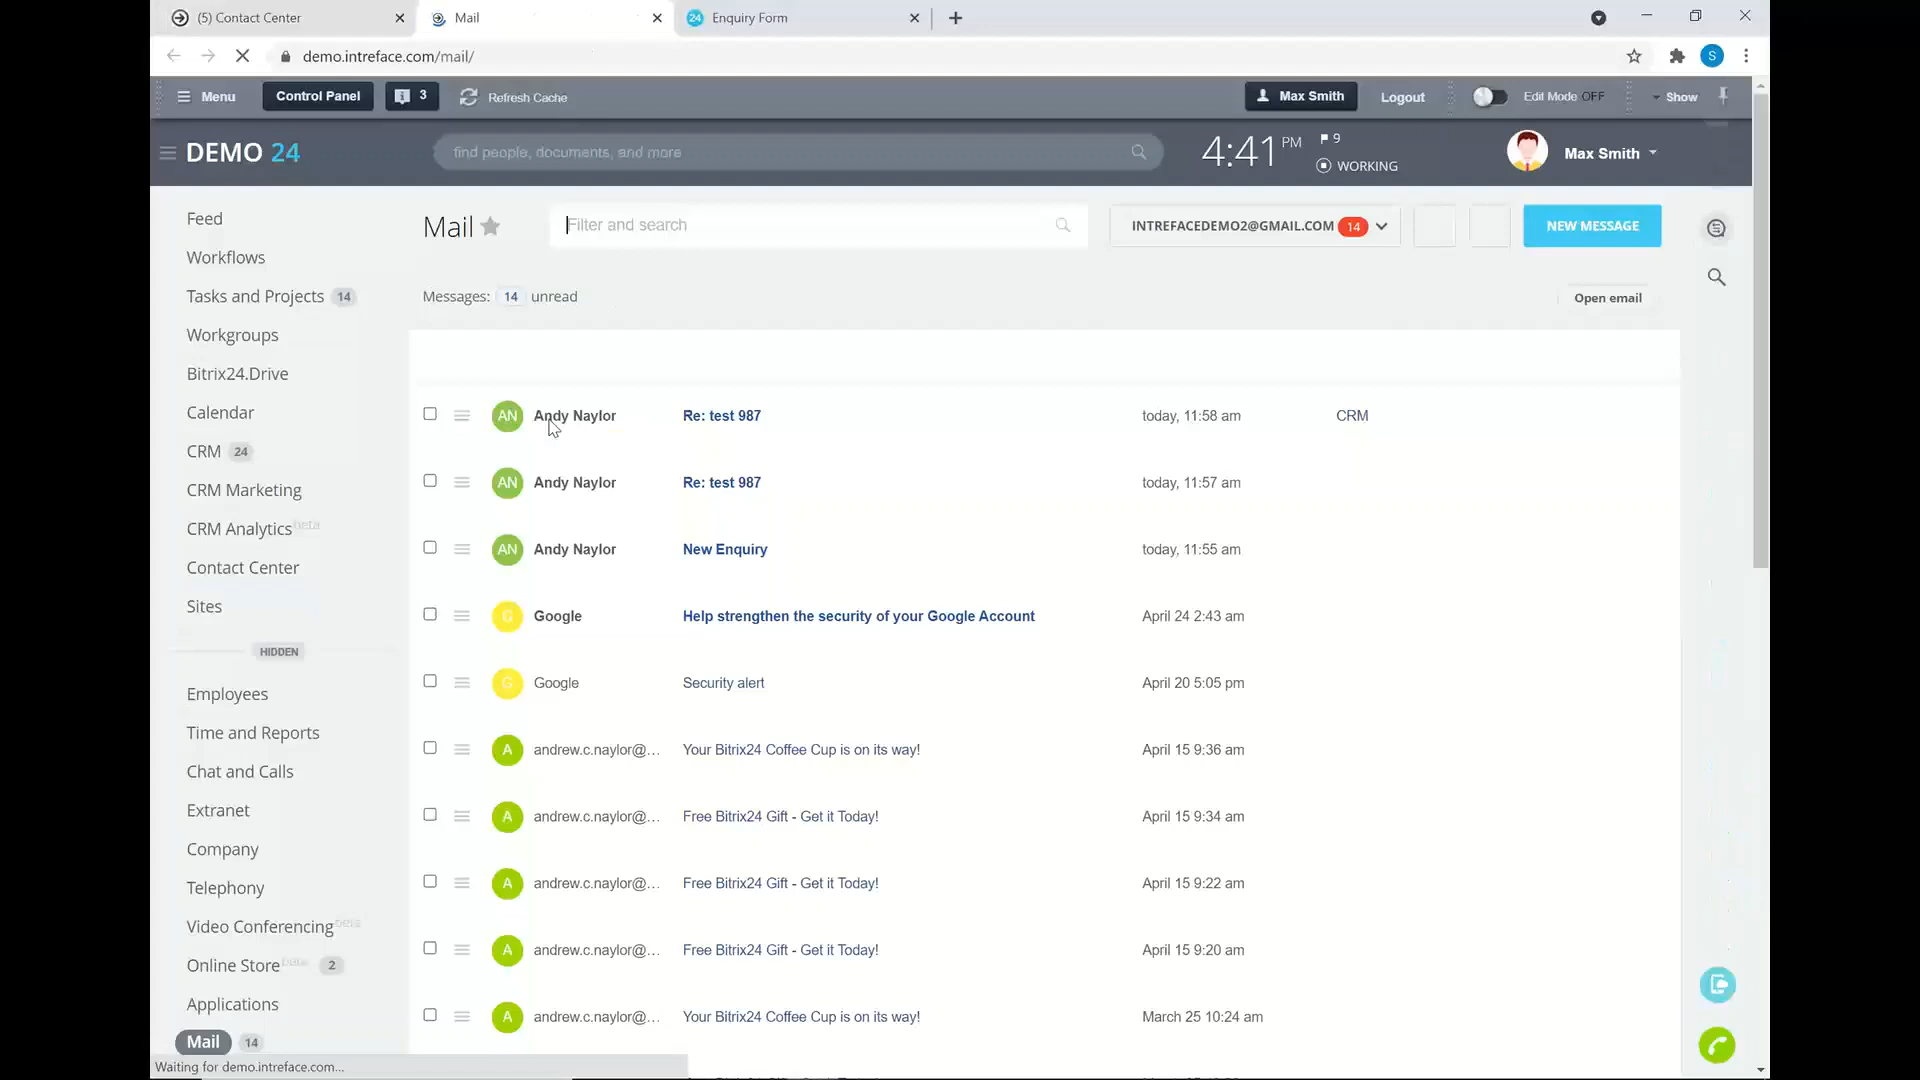 (5) Contact Center
Mail
24 Enquiry Form
demo.intreface.com/mail/
S
Menu
Control Panel
3
Refresh Cache
Max Smith
Logout
Edit Mode OFF
Show
DEMO 24
find people, documents, and more
4:41 PM
9
WORKING
Max Smith
Feed
Workflows
Tasks and Projects 14
Workgroups
Bitrix24.Drive
Calendar
CRM 24
CRM Marketing
CRM Analytics beta
Contact Center
Sites
HIDDEN
Employees
Time and Reports
Chat and Calls
Extranet
Company
Telephony
Video Conferencing beta
Online Store beta 2
Applications
Mail 14
Mail
Filter and search
INTREFACEDEMO2@GMAIL.COM 14
NEW MESSAGE
Messages: 14 unread
Open email
AN Andy Naylor Re: test 987 today, 11:58 am CRM
AN Andy Naylor Re: test 987 today, 11:57 am
AN Andy Naylor New Enquiry today, 11:55 am
G Google Help strengthen the security of your Google Account April 24 2:43 am
G Google Security alert April 20 5:05 pm
A andrew.c.naylor@... Your Bitrix24 Coffee Cup is on its way! April 15 9:36 am
A andrew.c.naylor@... Free Bitrix24 Gift - Get it Today! April 15 9:34 am
A andrew.c.naylor@... Free Bitrix24 Gift - Get it Today! April 15 9:22 am
A andrew.c.naylor@... Free Bitrix24 Gift - Get it Today! April 15 9:20 am
A andrew.c.naylor@... Your Bitrix24 Coffee Cup is on its way! March 25 10:24 am
Waiting for demo.intreface.com...